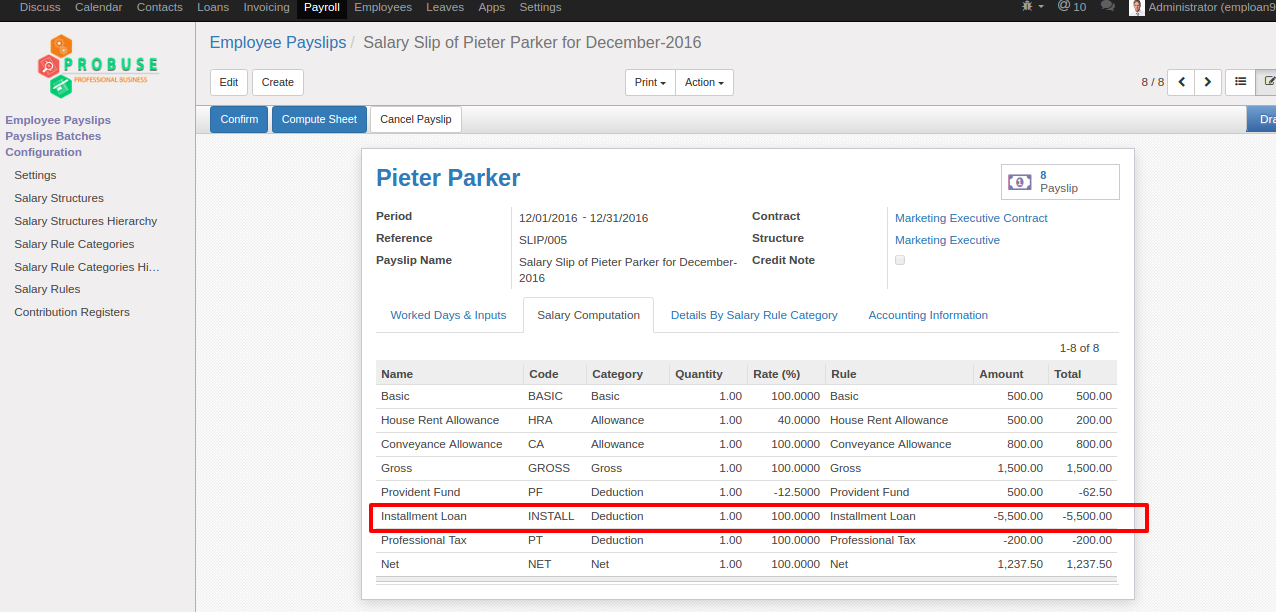 Discuss Calendar Contacts Loans Invoicing Payroll Employees Leaves Apps Settings @ 10 Administrator (emploan9
PROBUSE
PROFESSIONAL BUSINESS
Employee Payslips / Salary Slip of Pieter Parker for December-2016
Edit Create Print Action 8 / 8
Confirm Compute Sheet Cancel Payslip Dra
Employee Payslips
Payslips Batches
Configuration
Settings
Salary Structures
Salary Structures Hierarchy
Salary Rule Categories
Salary Rule Categories Hi...
Salary Rules
Contribution Registers
Pieter Parker
8
Payslip
Period 12/01/2016 - 12/31/2016 Contract Marketing Executive Contract
Reference SLIP/005 Structure Marketing Executive
Payslip Name Salary Slip of Pieter Parker for December- Credit Note
2016
Worked Days & Inputs Salary Computation Details By Salary Rule Category Accounting Information
1-8 of 8
Name Code Category Quantity Rate (%) Rule Amount Total
Basic BASIC Basic 1.00 100.0000 Basic 500.00 500.00
House Rent Allowance HRA Allowance 1.00 40.0000 House Rent Allowance 500.00 200.00
Conveyance Allowance CA Allowance 1.00 100.0000 Conveyance Allowance 800.00 800.00
Gross GROSS Gross 1.00 100.0000 Gross 1,500.00 1,500.00
Provident Fund PF Deduction 1.00 -12.5000 Provident Fund 500.00 -62.50
Installment Loan INSTALL Deduction 1.00 100.0000 Installment Loan -5,500.00 -5,500.00
Professional Tax PT Deduction 1.00 100.0000 Professional Tax -200.00 -200.00
Net NET Net 1.00 100.0000 Net 1,237.50 1,237.50